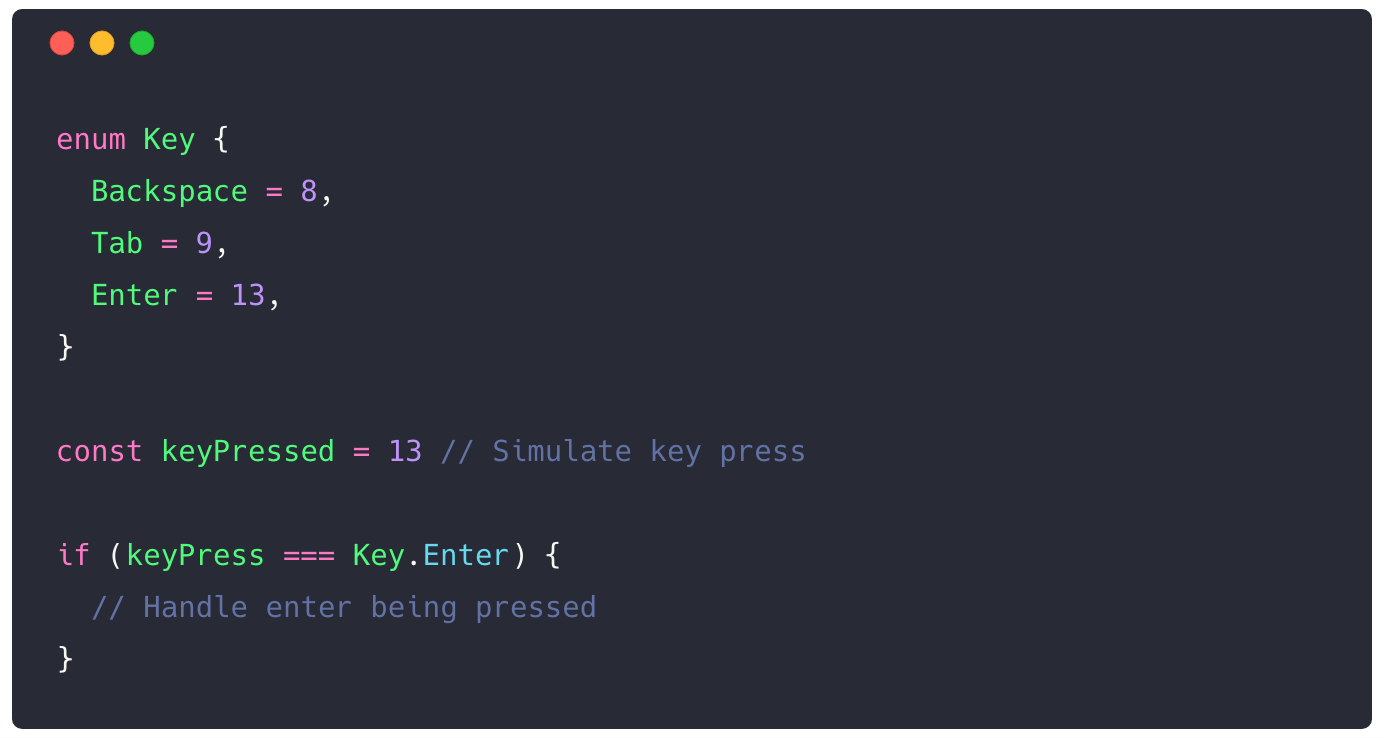 enum Key {
  Backspace = 8,
  Tab = 9,
  Enter = 13,
}
const keyPressed = 13 // Simulate key press
if (keyPress === Key.Enter) {
  // Handle enter being pressed
}